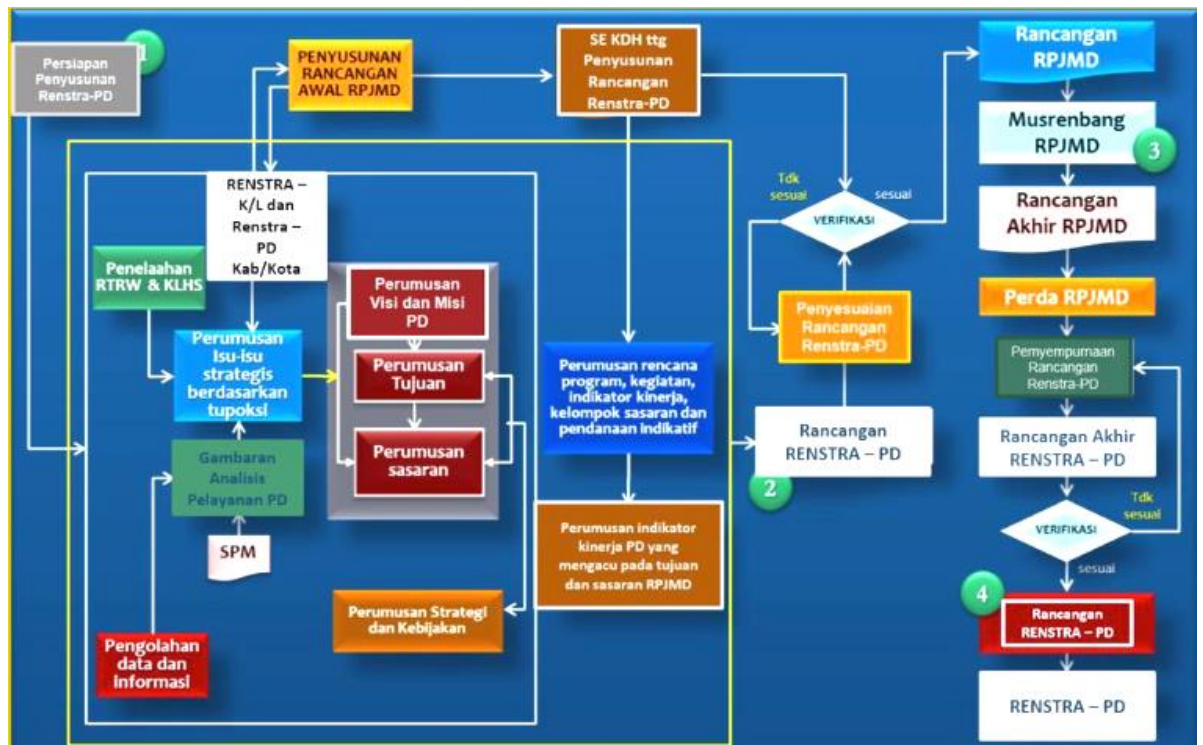 1
Persiapan
Penyusunan
Renstra-PD
PENYUSUNAN
RANCANGAN
AWAL RPJMD
SE KDH ttg
Penyusunan
Rancangan
Renstra-PD
RENSTRA –
K/L dan
Renstra –
PD
Kab/Kota
Penelaahan
RTRW & KLHS
Perumusan
Isu-isu
strategis
berdasarkan
tupoksi
Gambaran
Analisis
Pelayanan PD
SPM
Pengolahan
data dan
informasi
Perumusan
Visi dan Misi
PD
Perumusan
Tujuan
Perumusan
sasaran
Perumusan Strategi
dan Kebijakan
Perumusan rencana
program, kegiatan,
indikator kinerja,
kelompok sasaran dan
pendanaan indikatif
Perumusan indikator
kinerja PD yang
mengacu pada tujuan
dan sasaran RPJMD
Rancangan
RENSTRA – PD
2
Penyesuaian
Rancangan
Renstra-PD
Tdk
sesuai
VERIFIKASI
sesuai
Rancangan
RPJMD
Musrenbang
RPJMD
3
Rancangan
Akhir RPJMD
Perda RPJMD
Pemyempurnaan
Rancangan
Renstra-PD
Rancangan Akhir
RENSTRA – PD
Tdk
sesuai
VERIFIKASI
sesuai
4
Rancangan
RENSTRA – PD
RENSTRA – PD